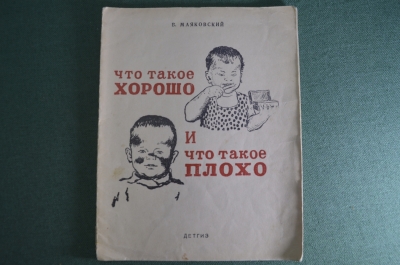 В. МАЯКОВСКИЙ
ЧТО ТАКОЕ
ХОРОШО
И
ЧТО ТАКОЕ
ПЛОХО
ДЕТГИЗ